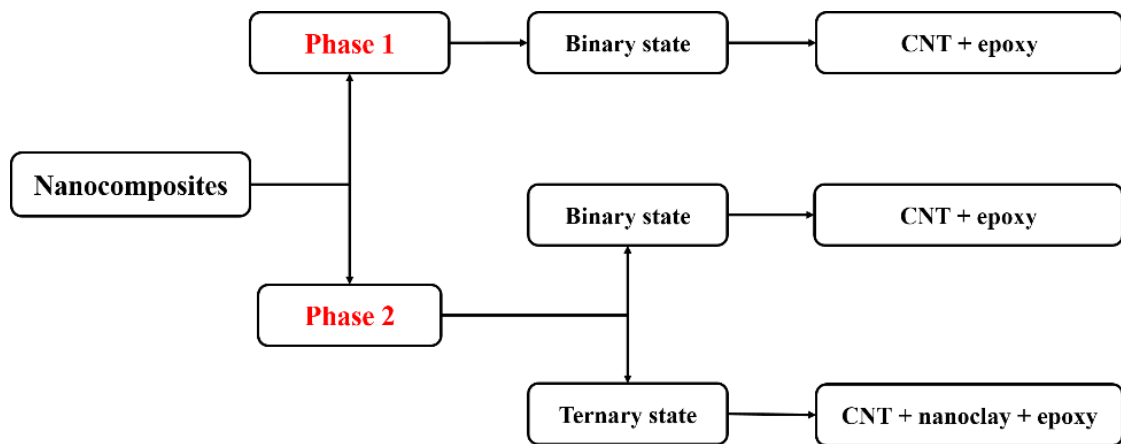 Phase 1
Binary state
CNT + epoxy
Nanocomposites
Binary state
CNT + epoxy
Phase 2
Ternary state
CNT + nanoclay + epoxy